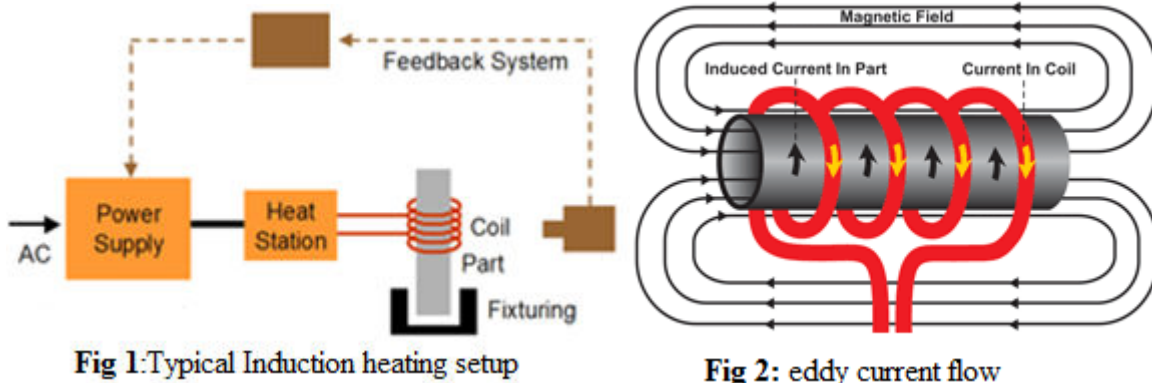 Feedback System
AC
Power
Supply
Heat
Station
Coil
Part
Fixturing
Fig 1:Typical Induction heating setup
Magnetic Field
Induced Current In Part
Current In Coil
Fig 2: eddy current flow